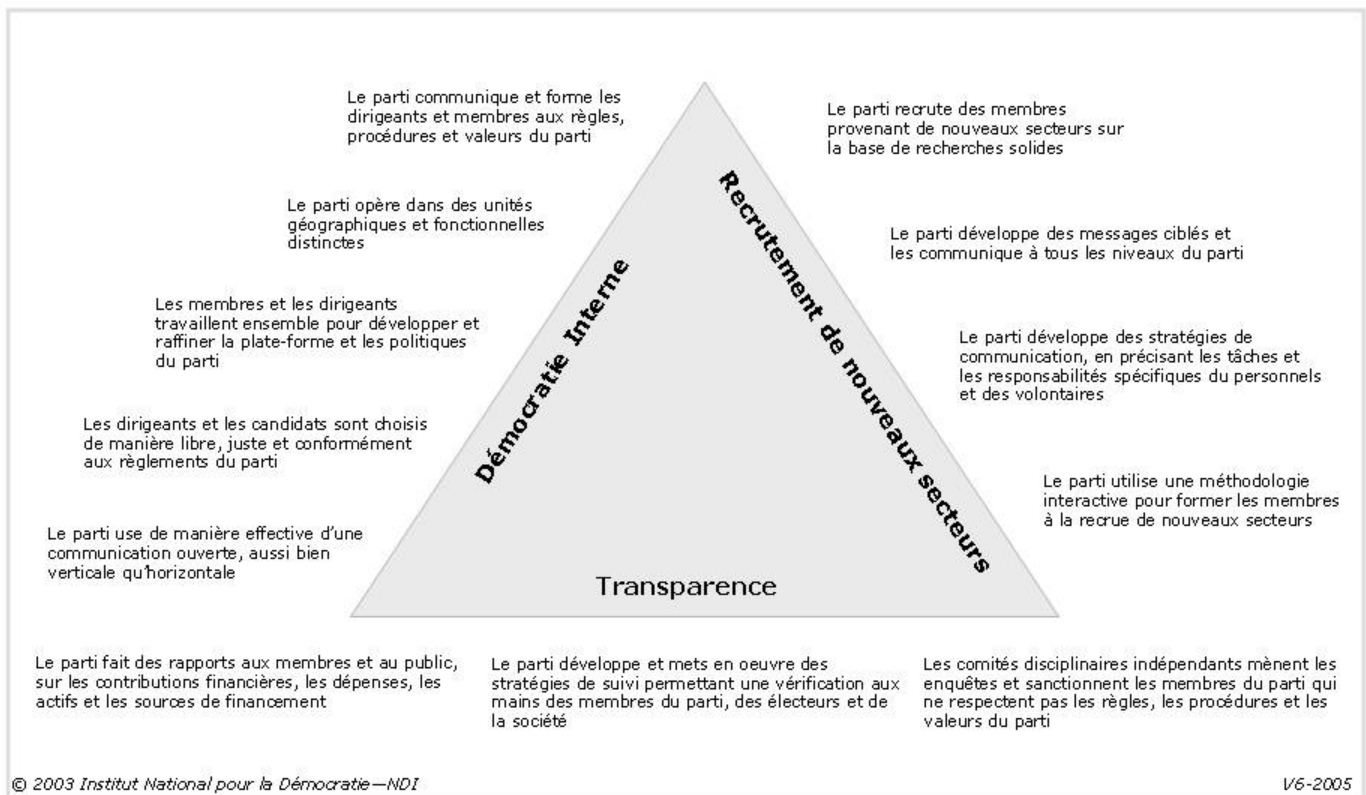 Le parti communique et forme les
dirigeants et membres aux règles,
procédures et valeurs du parti
Le parti opère dans des unités
géographiques et fonctionnelles
distinctes
Les membres et les dirigeants
travaillent ensemble pour développer et
raffiner la plate-forme et les politiques
du parti
Les dirigeants et les candidats sont choisis
de manière libre, juste et conformément
aux règlements du parti
Le parti use de manière effective d'une
communication ouverte, aussi bien
verticale qu'horizontale
Démocratie Interne
Recrutement de nouveaux secteurs
Transparence
Le parti recrute des membres
provenant de nouveaux secteurs sur
la base de recherches solides
Le parti développe des messages ciblés et
les communique à tous les niveaux du parti
Le parti développe des stratégies de
communication, en précisant les tâches et
les responsabilités spécifiques du personnels
et des volontaires
Le parti utilise une méthodologie
interactive pour former les membres
à la recrue de nouveaux secteurs
Le parti fait des rapports aux membres et au public,
sur les contributions financières, les dépenses, les
actifs et les sources de financement
Le parti développe et mets en oeuvre des
stratégies de suivi permettant une vérification aux
mains des membres du parti, des électeurs et de
la société
Les comités disciplinaires indépendants mènent les
enquêtes et sanctionnent les membres du parti qui
ne respectent pas les règles, les procédures et les
valeurs du parti
© 2003 Institut National pour la Démocratie—NDI
V6-2005